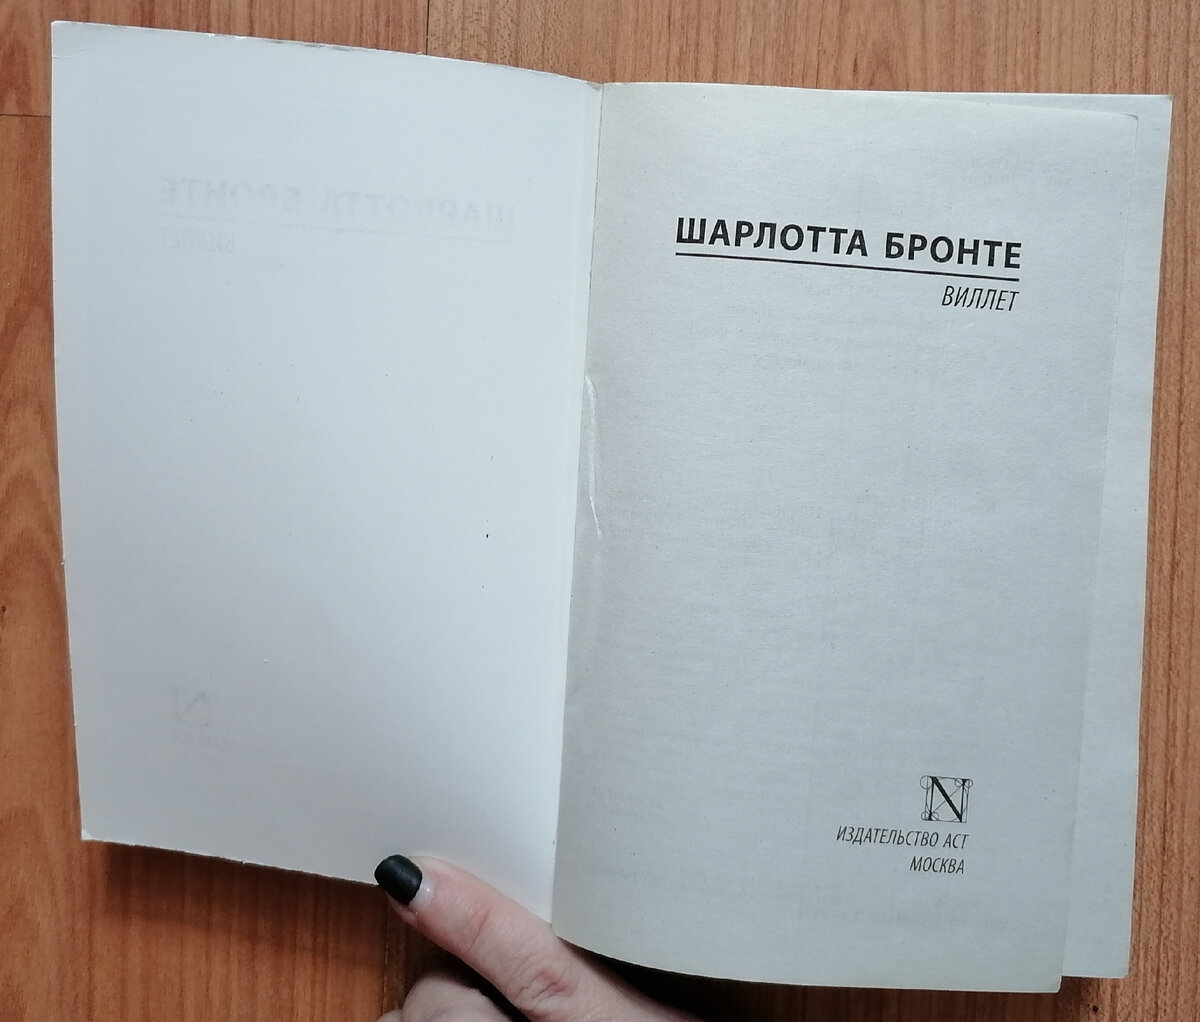 ШАРЛОТТА БРОНТЕ
ВИЛЛЕТ
N
ИЗДАТЕЛЬСТВО АСТ
МОСКВА